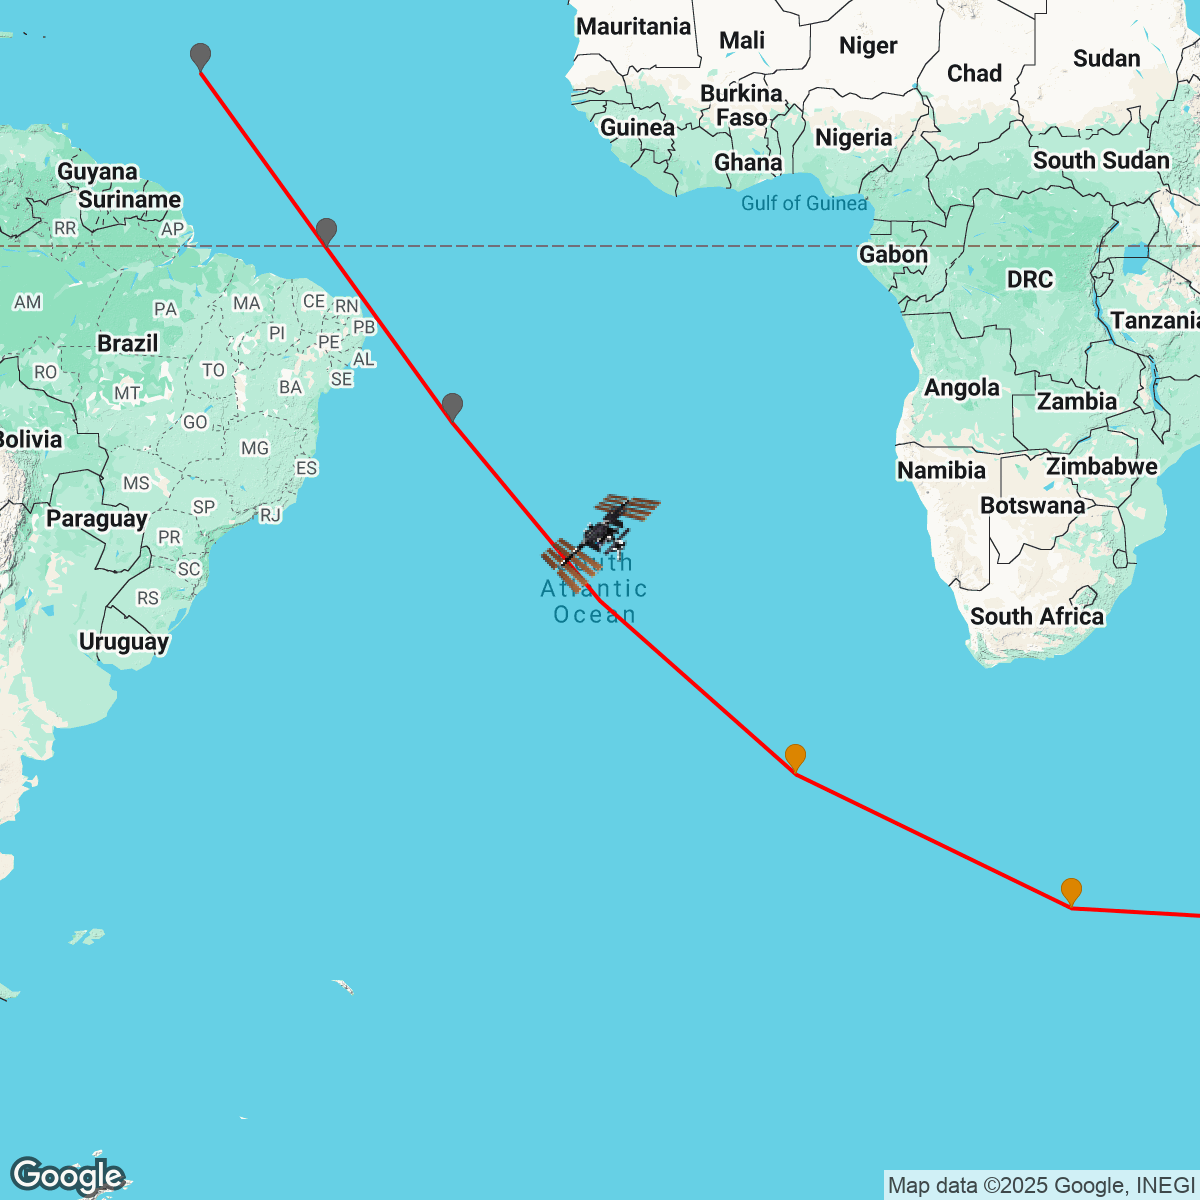 Mauritania
Mali
Niger
Chad
Sudan
Burkina
Faso
Guinea
Nigeria
Ghana
South Sudan
Guyana
Suriname
Gulf of Guinea
RR
AP
Gabon
DRC
AM
PA
MA
CE
RN
Tanzania
PB
PI
PE
Brazil
AL
RO
TO
SE
MT
BA
Angola
Zambia
GO
Bolivia
MG
ES
Namibia
Zimbabwe
MS
SP
RJ
Botswana
Paraguay
PR
SC
South
Atlantic
Ocean
RS
South Africa
Uruguay
Google
Map data ©2025 Google, INEGI